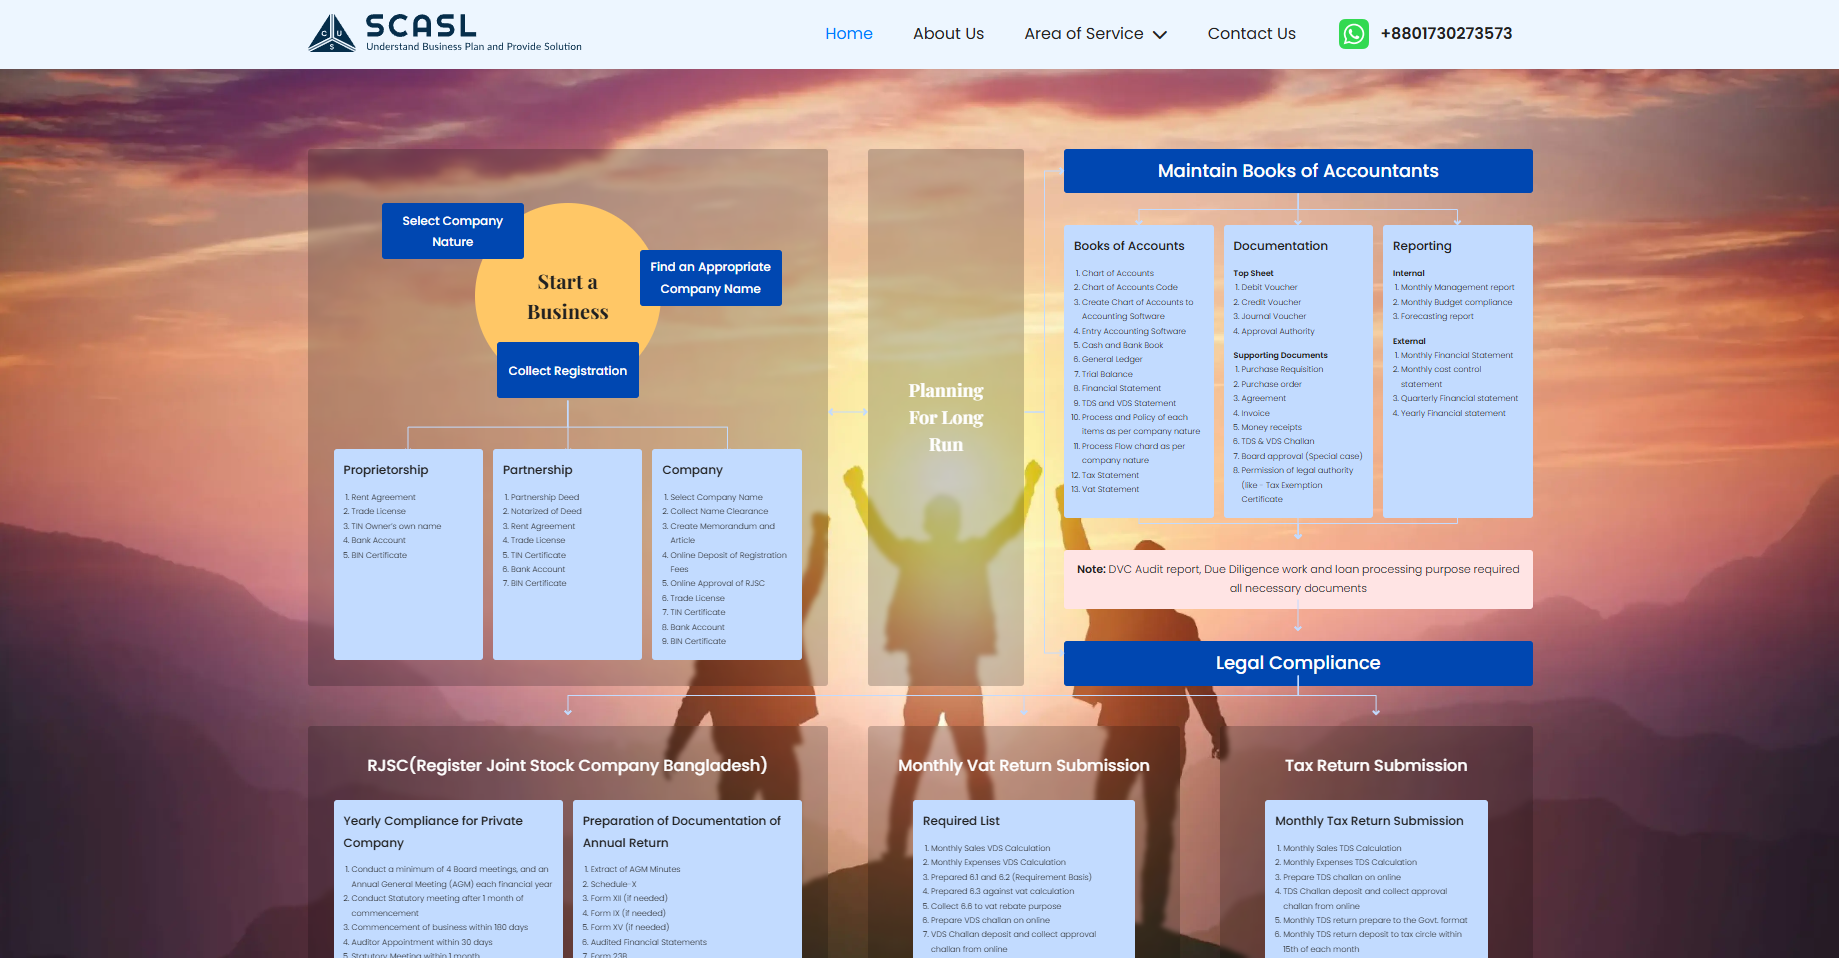 C U
S
SCASL
Understand Business Plan and Provide Solution
Home
About Us
Area of Service
Contact Us
+8801730273573
Select Company
Nature
Start a
Business
Find an Appropriate
Company Name
Collect Registration
Proprietorship
1. Rent Agreement
2. Trade License
3. TIN Owner's own name
4. Bank Account
5. BIN Certificate
Partnership
1. Partnership Deed
2. Notarized of Deed
3. Rent Agreement
4. Trade License
5. TIN Certificate
6. Bank Account
7. BIN Certificate
Company
1. Select Company Name
2. Collect Name Clearance
3. Create Memorandum and
Article
4. Online Deposit of Registration
Fees
5. Online Approval of RJSC
6. Trade License
7. TIN Certificate
8. Bank Account
9. BIN Certificate
Planning
For Long
Run
Maintain Books of Accountants
Books of Accounts
1. Chart of Accounts
2. Chart of Accounts Code
3. Create Chart of Accounts to
Accounting Software
4. Entry Accounting Software
5. Cash and Bank Book
6. General Ledger
7. Trial Balance
8. Financial Statement
9. TDS and VDS Statement
10. Process and Policy of each
items as per company nature
11. Process Flow chard as per
company nature
12. Tax Statement
13. Vat Statement
Documentation
Top Sheet
1. Debit Voucher
2. Credit Voucher
3. Journal Voucher
4. Approval Authority
Supporting Documents
1. Purchase Requisition
2. Purchase order
3. Agreement
4. Invoice
5. Money receipts
6. TDS & VDS Challan
7. Board approval (Special case)
8. Permission of legal authority
(like - Tax Exemption
Certificate
Reporting
Internal
1. Monthly Management report
2. Monthly Budget compliance
3. Forecasting report
External
1. Monthly Financial Statement
2. Monthly cost control
statement
3. Quarterly Financial statement
4. Yearly Financial statement
Note: DVC Audit report, Due Diligence work and loan processing purpose required
all necessary documents
Legal Compliance
RJSC(Register Joint Stock Company Bangladesh)
Yearly Compliance for Private
Company
1. Conduct a minimum of 4 Board meetings, and an
Annual General Meeting (AGM) each financial year
2. Conduct Statutory meeting after 1 month of
commencement
3. Commencement of business within 180 days
4. Auditor Appointment within 30 days
5. Statutory Meeting within 1 month
Preparation of Documentation of
Annual Return
1. Extract of AGM Minutes
2. Schedule-X
3. Form XII (if needed)
4. Form IX (if needed)
5. Form XV (if needed)
6. Audited Financial Statements
7. Form 23B
Monthly Vat Return Submission
Required List
1. Monthly Sales VDS Calculation
2. Monthly Expenses VDS Calculation
3. Prepared 6.1 and 6.2 (Requirement Basis)
4. Prepared 6.3 against vat calculation
5. Collect 6.6 to vat rebate purpose
6. Prepare VDS challan on online
7. VDS Challan deposit and collect approval
challan from online
Tax Return Submission
Monthly Tax Return Submission
1. Monthly Sales TDS Calculation
2. Monthly Expenses TDS Calculation
3. Prepare TDS challan on online
4. TDS Challan deposit and collect approval
challan from online
5. Monthly TDS return prepare to the Govt. format
6. Monthly TDS return deposit to tax circle within
15th of each month